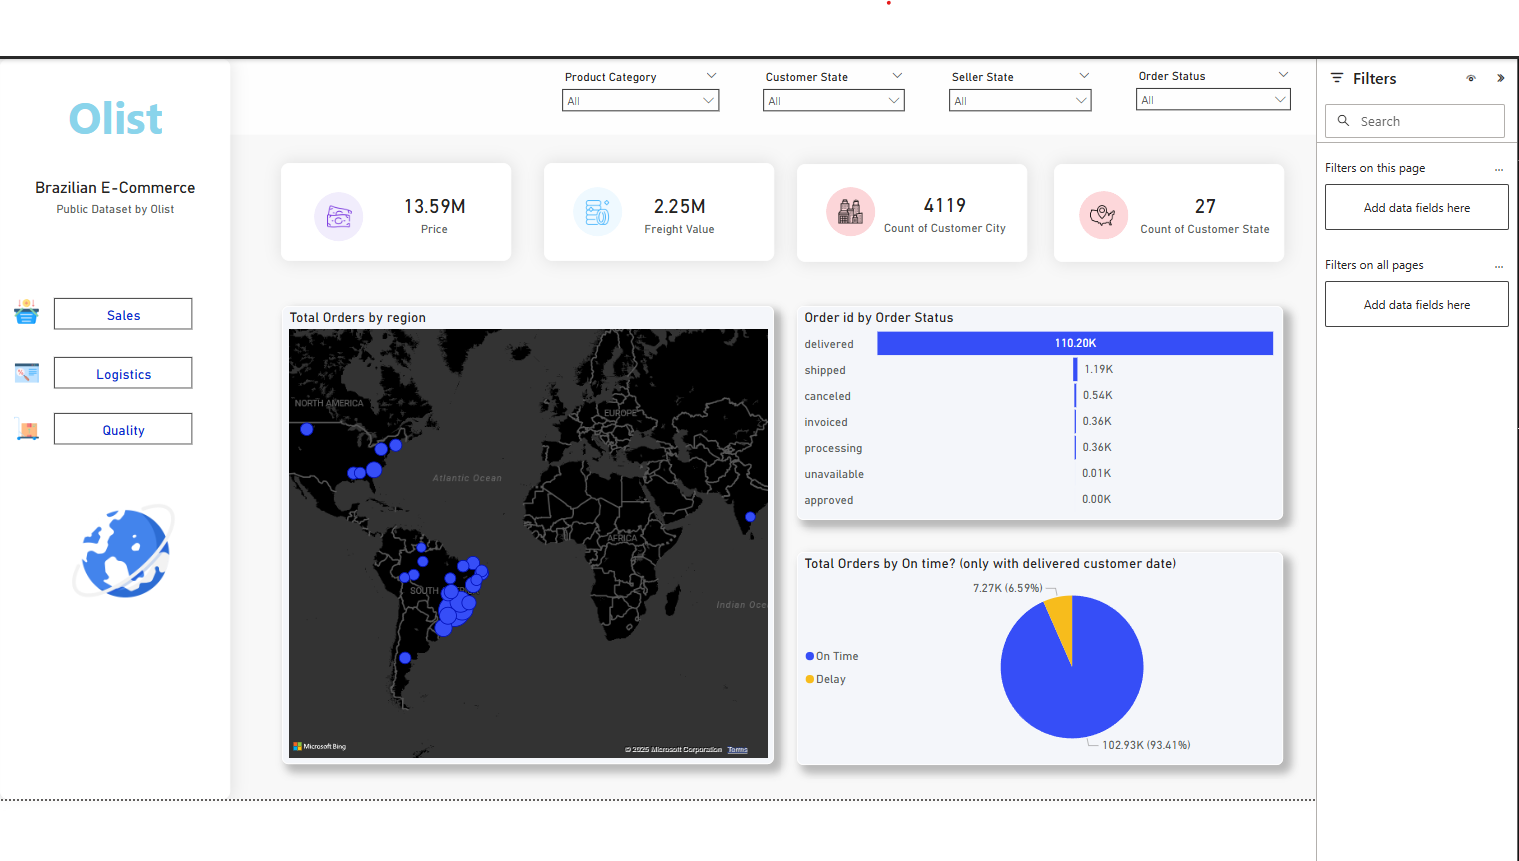 Olist
Brazilian E-Commerce
Public Dataset by Olist
Sales
Logistics
Quality
Product Category
All
Customer State
All
Seller State
All
Order Status
All
13.59M
Price
2.25M
Freight Value
4119
Count of Customer City
27
Count of Customer State
Total Orders by region
NORTH AMERICA
EUROPE
Atlantic Ocean
AFRICA
SOUTH
Indian Oce
Microsoft Bing
© 2025 Microsoft Corporation Terms
Order id by Order Status
delivered 110.20K
shipped 1.19K
canceled 0.54K
invoiced 0.36K
processing 0.36K
unavailable 0.01K
approved 0.00K
Total Orders by On time? (only with delivered customer date)
7.27K (6.59%)
On Time
Delay
102.93K (93.41%)
Filters
Search
Filters on this page ...
Add data fields here
Filters on all pages ...
Add data fields here